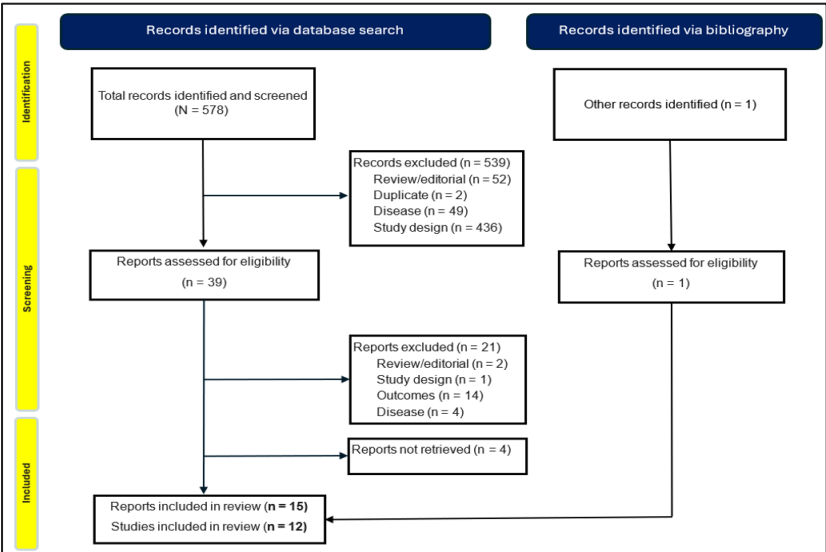 Records identified via database search
Records identified via bibliography
Identification
Total records identified and screened
(N = 578)
Other records identified (n = 1)
Records excluded (n = 539)
Review/editorial (n = 52)
Duplicate (n = 2)
Disease (n = 49)
Study design (n = 436)
Screening
Reports assessed for eligibility
(n = 39)
Reports assessed for eligibility
(n = 1)
Reports excluded (n = 21)
Review/editorial (n = 2)
Study design (n = 1)
Outcomes (n = 14)
Disease (n = 4)
Reports not retrieved (n = 4)
Included
Reports included in review (n = 15)
Studies included in review (n = 12)